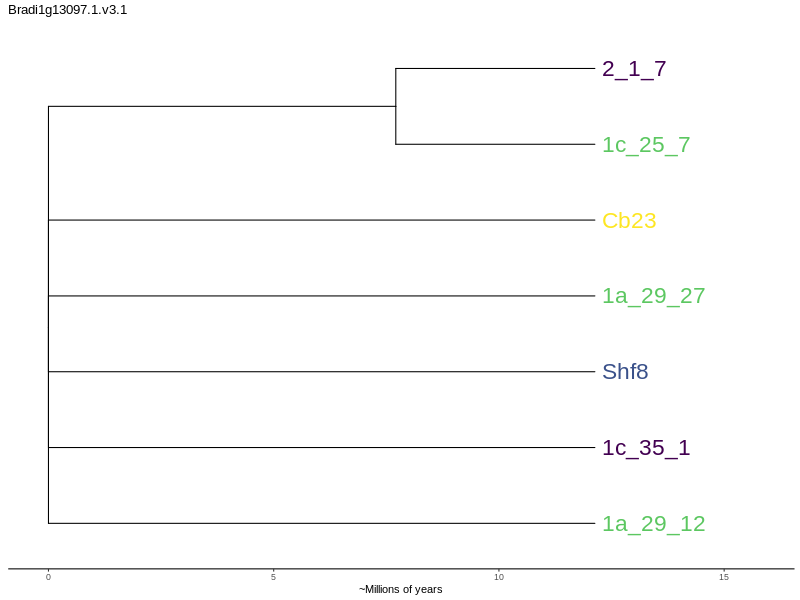 Bradi1g13097.1.v3.1
2_1_7
1c_25_7
Cb23
1a_29_27
Shf8
1c_35_1
1a_29_12
0 5 10 15
~Millions of years